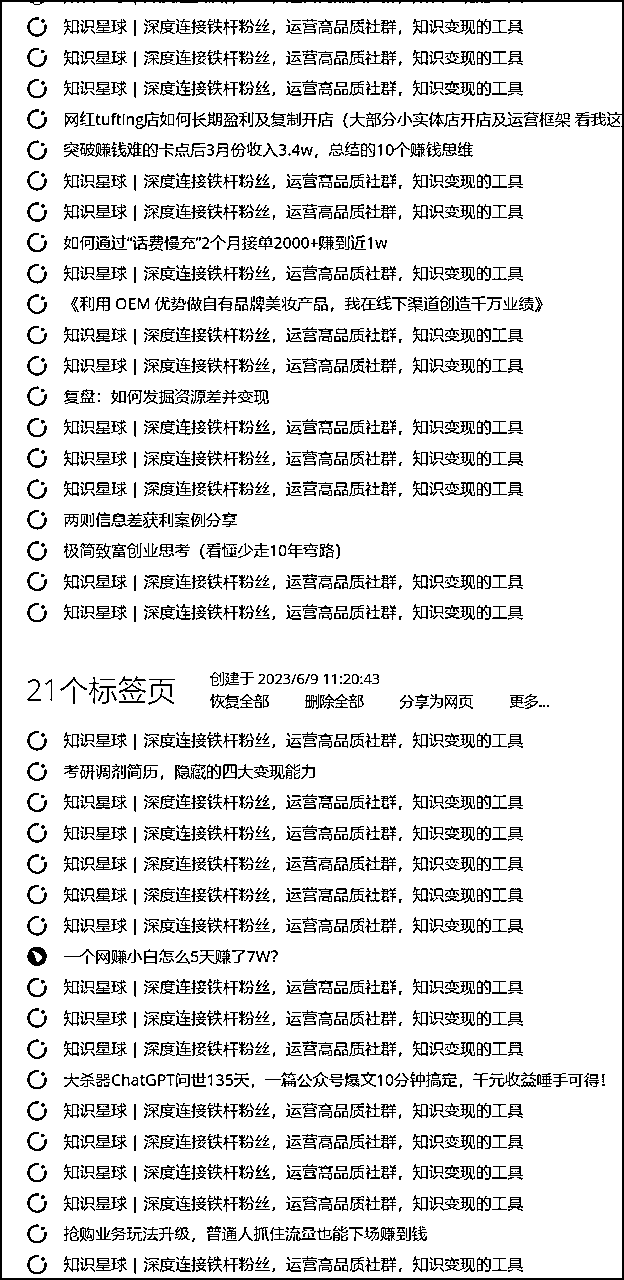 知识星球 | 深度连接铁杆粉丝，运营高品质社群，知识变现的工具
知识星球 | 深度连接铁杆粉丝，运营高品质社群，知识变现的工具
知识星球 | 深度连接铁杆粉丝，运营高品质社群，知识变现的工具
网红tufting店如何长期盈利及复制开店（大部分小实体店开店及运营框架 看我这
突破赚钱难的卡点后3月份收入3.4w，总结的10个赚钱思维
知识星球 | 深度连接铁杆粉丝，运营高品质社群，知识变现的工具
知识星球 | 深度连接铁杆粉丝，运营高品质社群，知识变现的工具
如何通过“话费慢充”2个月接单2000+赚到近1w
知识星球 | 深度连接铁杆粉丝，运营高品质社群，知识变现的工具
《利用 OEM 优势做自有品牌美妆产品，我在线下渠道创造千万业绩》
知识星球 | 深度连接铁杆粉丝，运营高品质社群，知识变现的工具
知识星球 | 深度连接铁杆粉丝，运营高品质社群，知识变现的工具
复盘：如何发掘资源差并变现
知识星球 | 深度连接铁杆粉丝，运营高品质社群，知识变现的工具
知识星球 | 深度连接铁杆粉丝，运营高品质社群，知识变现的工具
知识星球 | 深度连接铁杆粉丝，运营高品质社群，知识变现的工具
两则信息差获利案例分享
极简致富创业思考（看懂少走10年弯路）
知识星球 | 深度连接铁杆粉丝，运营高品质社群，知识变现的工具
知识星球 | 深度连接铁杆粉丝，运营高品质社群，知识变现的工具
21个标签页
创建于 2023/6/9 11:20:43
恢复全部 删除全部 分享为网页 更多...
知识星球 | 深度连接铁杆粉丝，运营高品质社群，知识变现的工具
考研调剂简历，隐藏的四大变现能力
知识星球 | 深度连接铁杆粉丝，运营高品质社群，知识变现的工具
知识星球 | 深度连接铁杆粉丝，运营高品质社群，知识变现的工具
知识星球 | 深度连接铁杆粉丝，运营高品质社群，知识变现的工具
知识星球 | 深度连接铁杆粉丝，运营高品质社群，知识变现的工具
知识星球 | 深度连接铁杆粉丝，运营高品质社群，知识变现的工具
一个网赚小白怎么5天赚了7W？
知识星球 | 深度连接铁杆粉丝，运营高品质社群，知识变现的工具
知识星球 | 深度连接铁杆粉丝，运营高品质社群，知识变现的工具
知识星球 | 深度连接铁杆粉丝，运营高品质社群，知识变现的工具
大杀器ChatGPT问世135天，一篇公众号爆文10分钟搞定，千元收益唾手可得！
知识星球 | 深度连接铁杆粉丝，运营高品质社群，知识变现的工具
知识星球 | 深度连接铁杆粉丝，运营高品质社群，知识变现的工具
知识星球 | 深度连接铁杆粉丝，运营高品质社群，知识变现的工具
知识星球 | 深度连接铁杆粉丝，运营高品质社群，知识变现的工具
抢购业务玩法升级，普通人抓住流量也能下场赚到钱
知识星球 | 深度连接铁杆粉丝，运营高品质社群，知识变现的工具